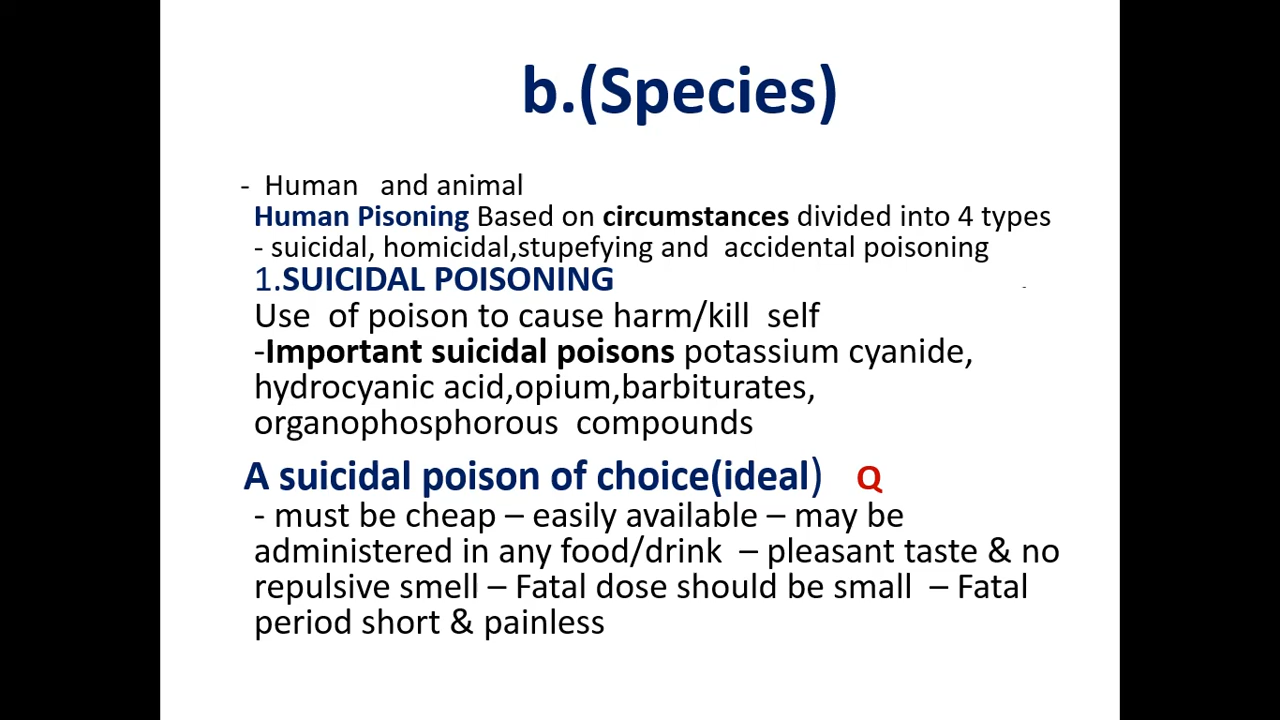 b.(Species)
- Human and animal
Human Pisoning Based on circumstances divided into 4 types
- suicidal, homicidal,stupefying and accidental poisoning
1.SUICIDAL POISONING
Use of poison to cause harm/kill self
-Important suicidal poisons potassium cyanide,
hydrocyanic acid,opium,barbiturates,
organophosphorous compounds
A suicidal poison of choice(ideal) Q
- must be cheap – easily available – may be
administered in any food/drink – pleasant taste & no
repulsive smell – Fatal dose should be small – Fatal
period short & painless